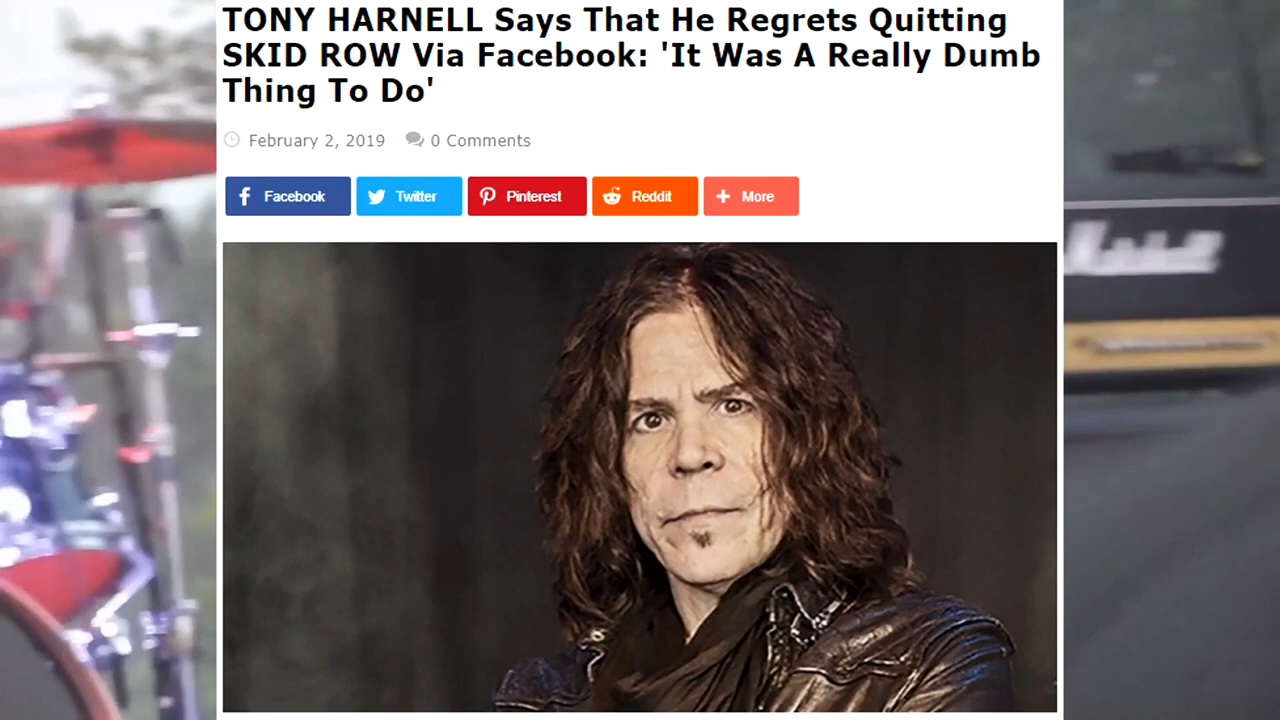 TONY HARNELL Says That He Regrets Quitting
SKID ROW Via Facebook: 'It Was A Really Dumb
Thing To Do'
February 2, 2019 0 Comments
Facebook Twitter Pinterest Reddit More